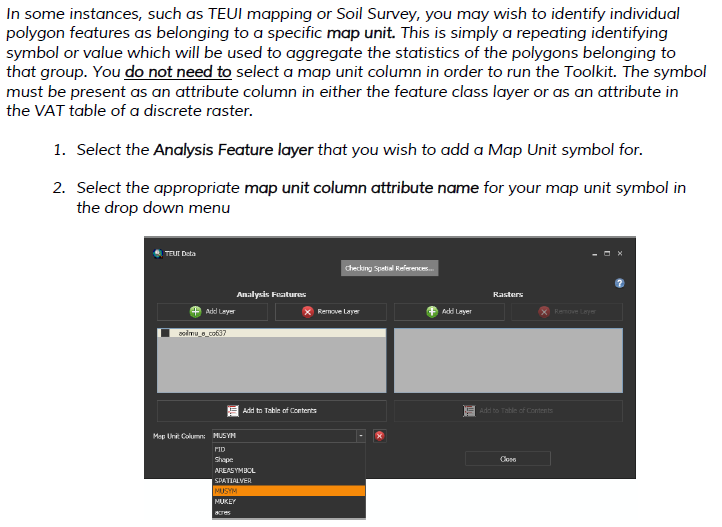 In some instances, such as TEUI mapping or Soil Survey, you may wish to identify individual
polygon features as belonging to a specific map unit. This is simply a repeating identifying
symbol or value which will be used to aggregate the statistics of the polygons belonging to
that group. You do not need to select a map unit column in order to run the Toolkit. The symbol
must be present as an attribute column in either the feature class layer or as an attribute in
the VAT table of a discrete raster.
1. Select the Analysis Feature layer that you wish to add a Map Unit symbol for.
2. Select the appropriate map unit column attribute name for your map unit symbol in
the drop down menu
TEUI Data
Checking Spatial References...
?
Analysis Features
Rasters
Add Layer
Remove Layer
Add Layer
Remove Layer
soilmu_a_co637
Add to Table of Contents
Add to Table of Contents
Map Unit Column: MUSYM
FID
Shape
Close
AREASYMBOL
SPATIALVER
MUSYM
MUKEY
acres